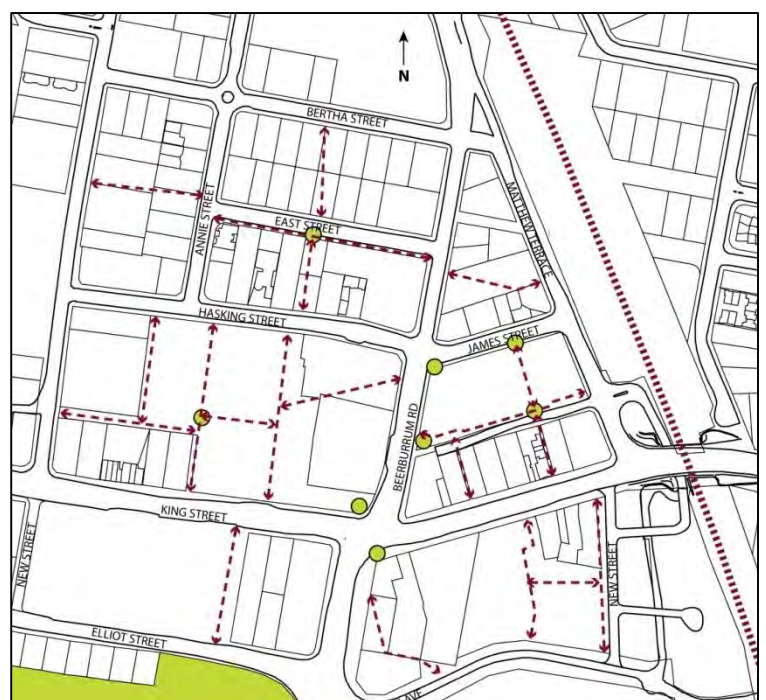 N
BERTHA STREET
ANNIE STREET
EAST STREET
MATTHEW TERRACE
HASKING STREET
JAMES STREET
BEERBURRUM RD
KING STREET
NEW STREET
NEW STREET
ELLIOT STREET
AVE